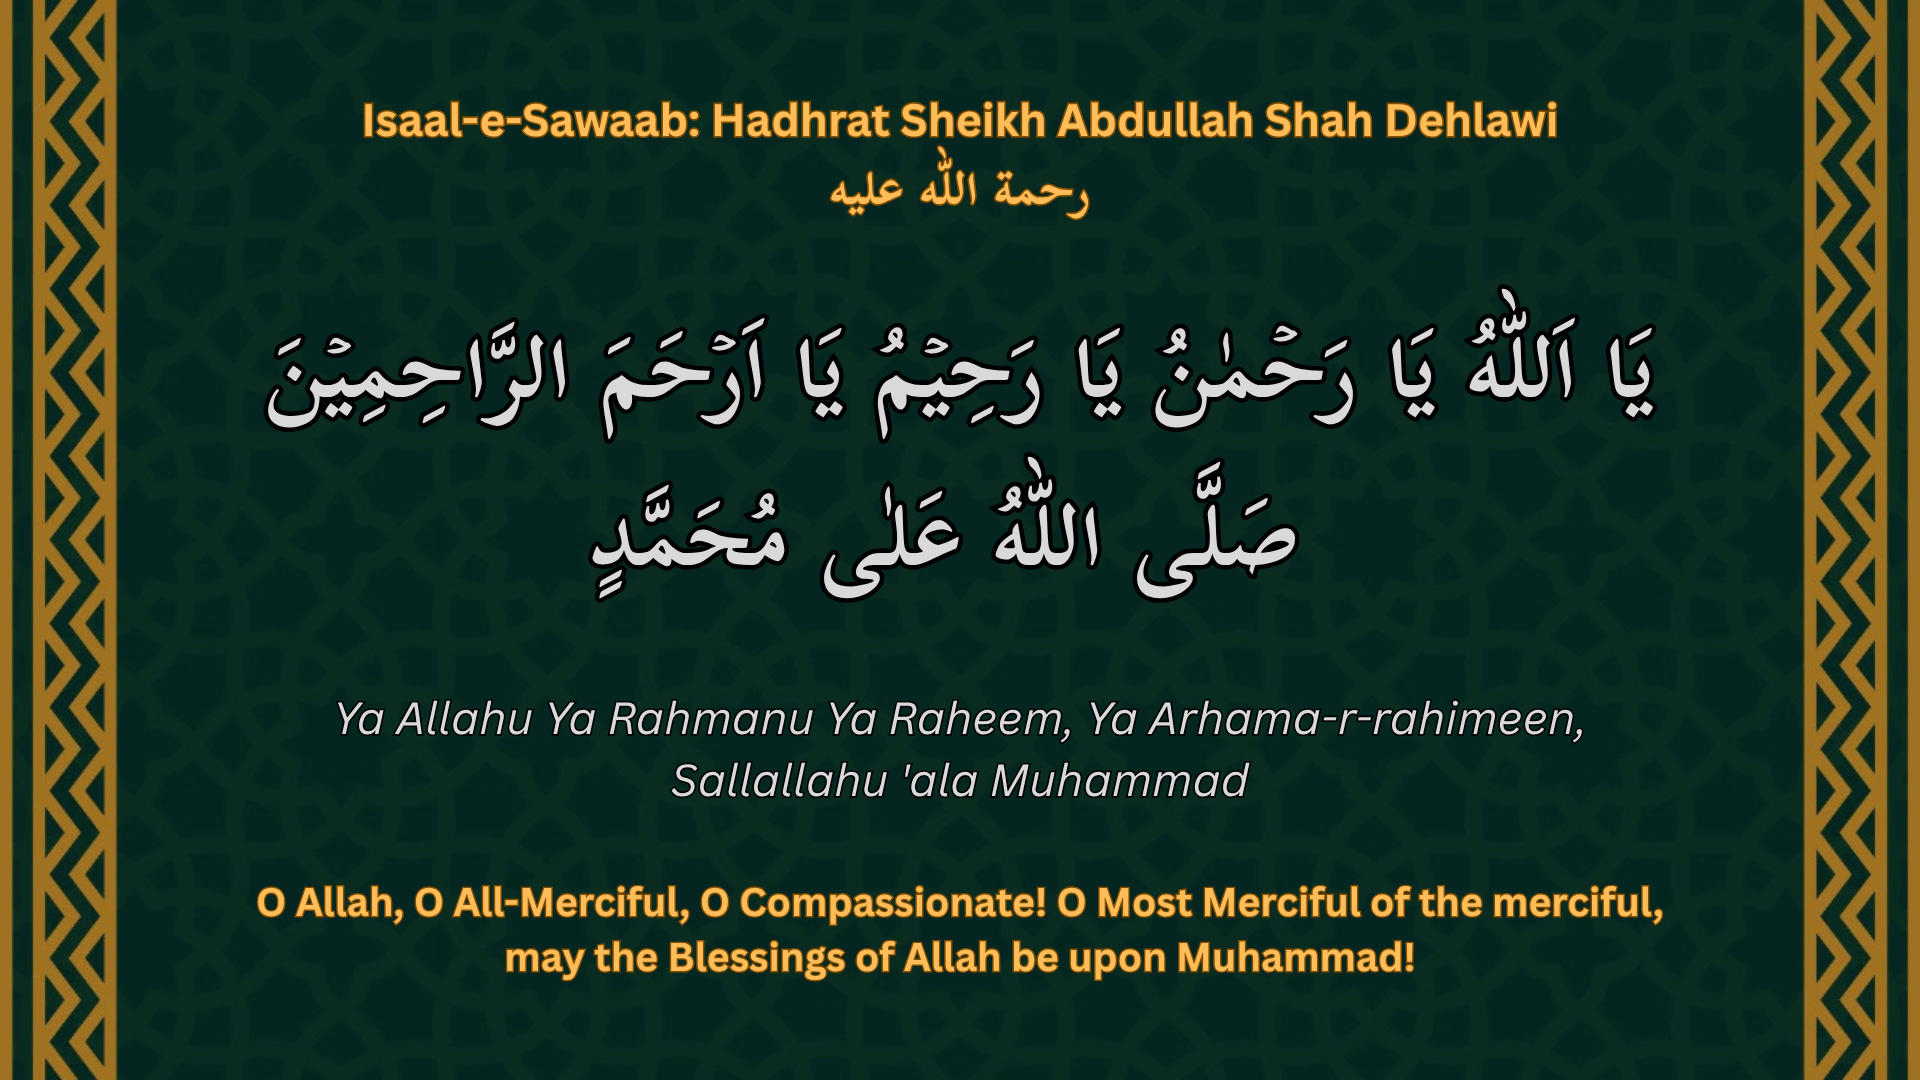 Isaal-e-Sawaab: Hadhrat Sheikh Abdullah Shah Dehlawi
رحمة الله عليه
يَا اَللّٰهُ يَا رَحْمٰنُ يَا رَحِيْمُ يَا اَرْحَمَ الرَّاحِمِيْنَ
صَلَّى اللّٰهُ عَلٰى مُحَمَّدٍ
Ya Allahu Ya Rahmanu Ya Raheem, Ya Arhama-r-rahimeen,
Sallallahu 'ala Muhammad
O Allah, O All-Merciful, O Compassionate! O Most Merciful of the merciful,
may the Blessings of Allah be upon Muhammad!